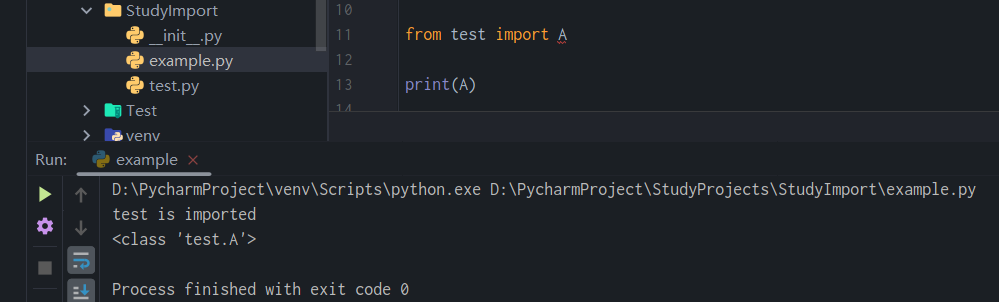 StudyImport
__init__.py
example.py
test.py
Test
venv
10
11 from test import A
12
13 print(A)
14
Run: example
D:\PycharmProject\venv\Scripts\python.exe D:\PycharmProject\StudyProjects\StudyImport\example.py
test is imported
<class 'test.A'>
Process finished with exit code 0